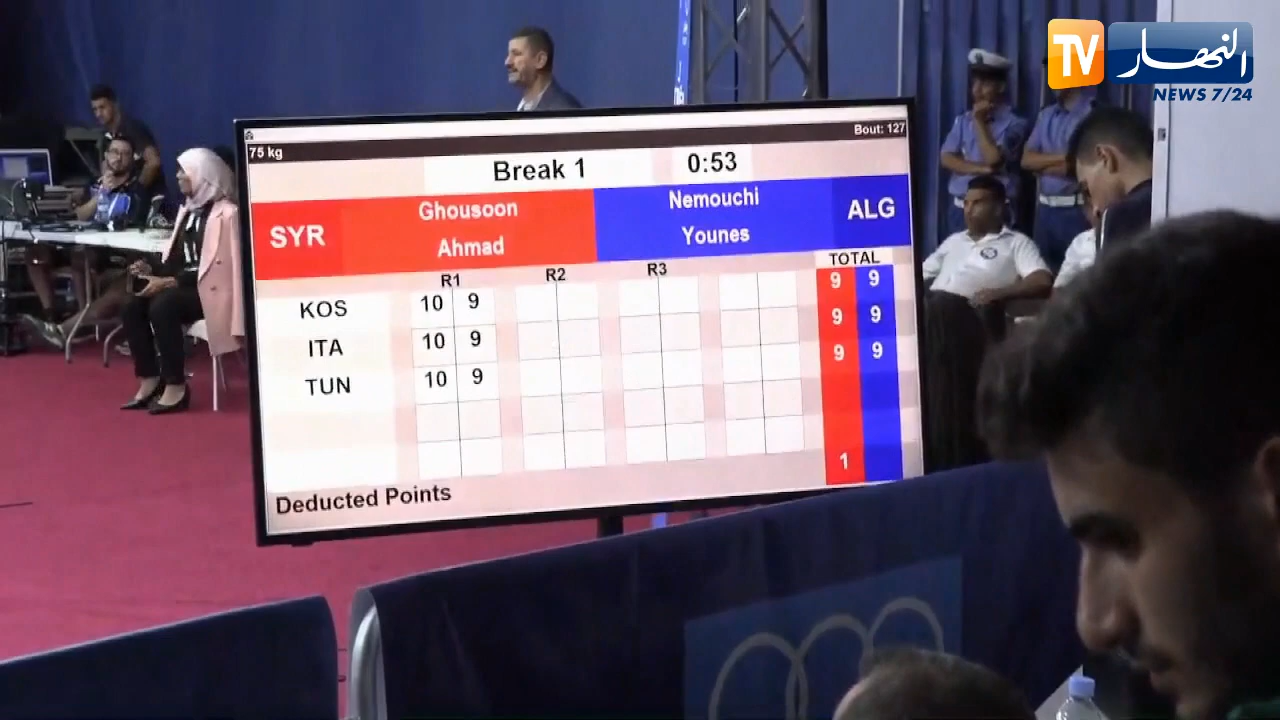 TV النهار
NEWS 7/24
75 kg
Bout: 127
Break 1 0:53
SYR Ghousoon Ahmad
Nemouchi Younes ALG
R1 R2 R3 TOTAL
KOS 10 9 9 9
ITA 10 9 9 9
TUN 10 9 9 9
1
Deducted Points